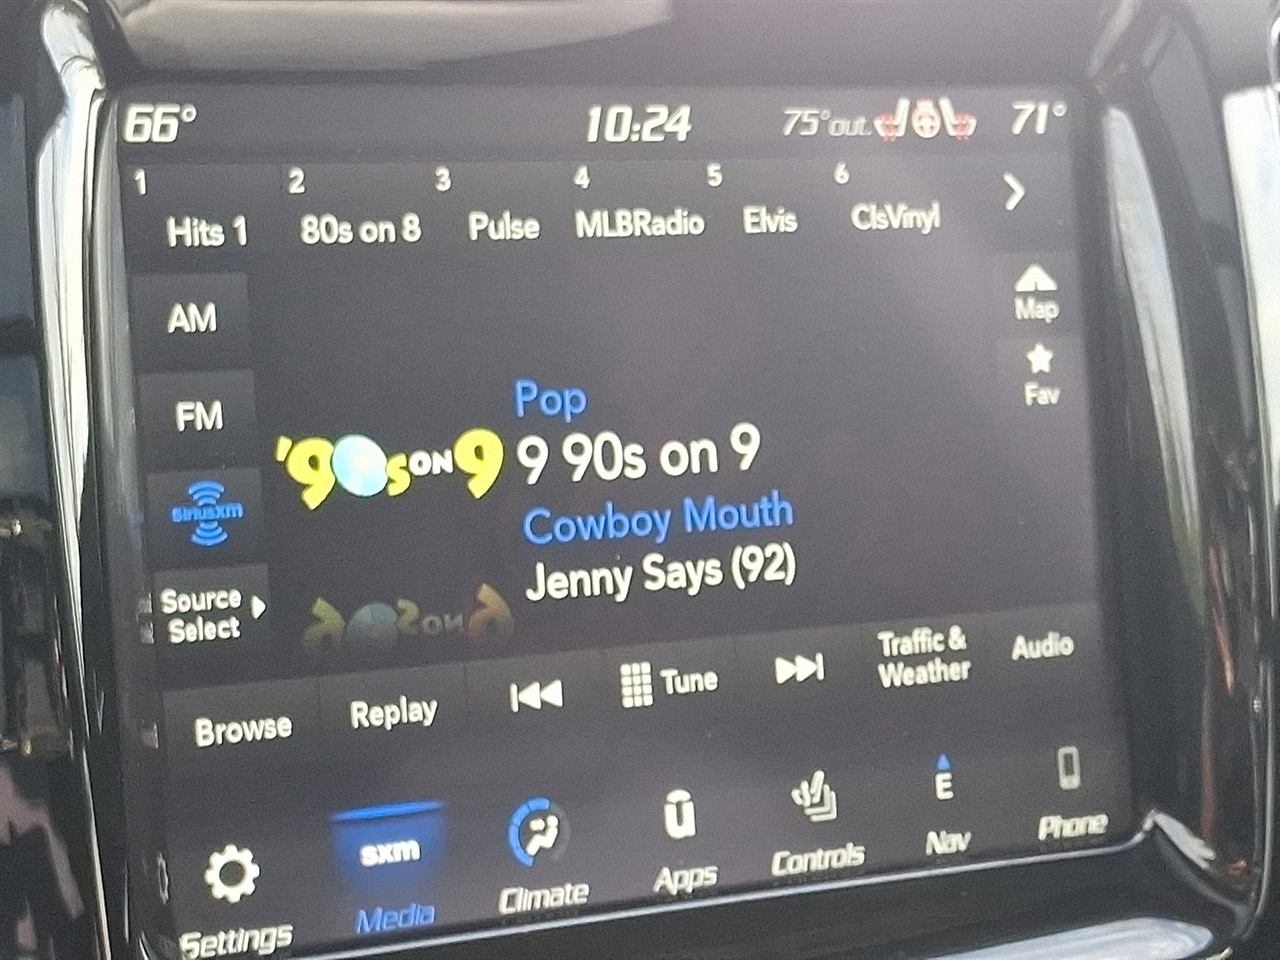 66° 10:24 75°out. 71°
1 2 3 4 5 6
Hits 1 80s on 8 Pulse MLBRadio Elvis ClsVinyl
AM
Map
FM
Fav
Pop
'90s ON 9 9 90s on 9
siriusxm
Cowboy Mouth
Jenny Says (92)
Source
Select
Browse Replay Tune Traffic &
Weather Audio
sxm E
Settings Media Climate Apps Controls Nav Phone